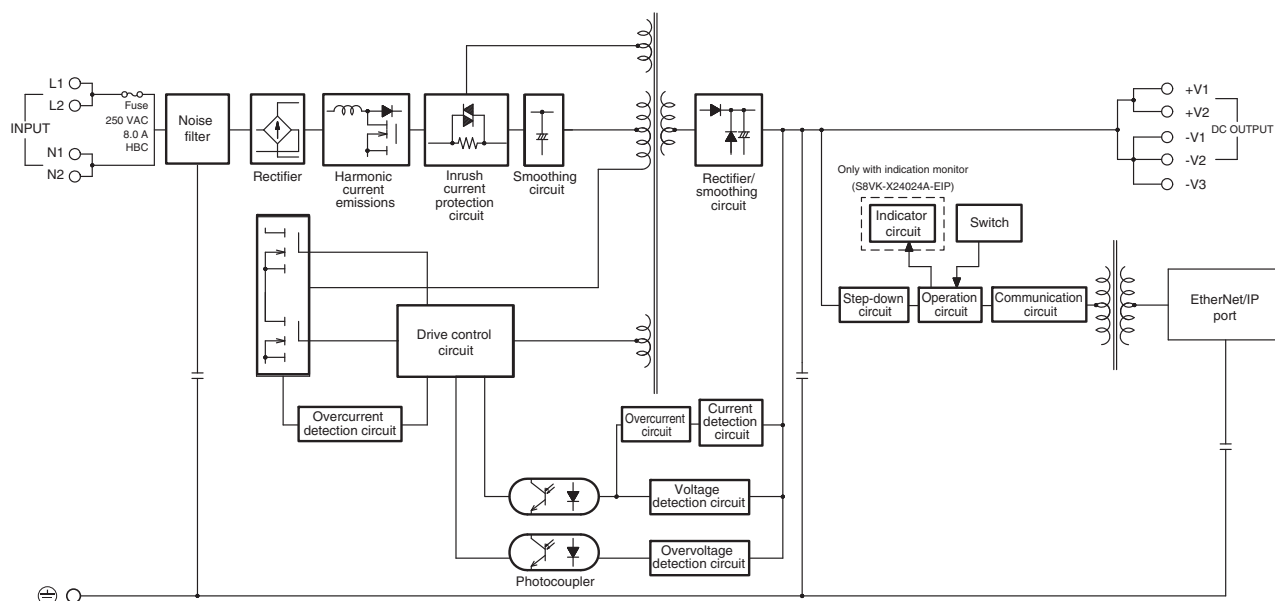 L1
L2
INPUT
N1
N2
Fuse
250 VAC
8.0 A
HBC
Noise
filter
Rectifier
Harmonic
current
emissions
Inrush
current
protection
circuit
Smoothing
circuit
Rectifier/
smoothing
circuit
+V1
+V2
-V1
-V2
-V3
DC OUTPUT
Only with indication monitor
(S8VK-X24024A-EIP)
Indicator
circuit
Switch
Step-down
circuit
Operation
circuit
Communication
circuit
EtherNet/IP
port
Drive control
circuit
Overcurrent
detection circuit
Overcurrent
circuit
Current
detection
circuit
Voltage
detection circuit
Overvoltage
detection circuit
Photocoupler